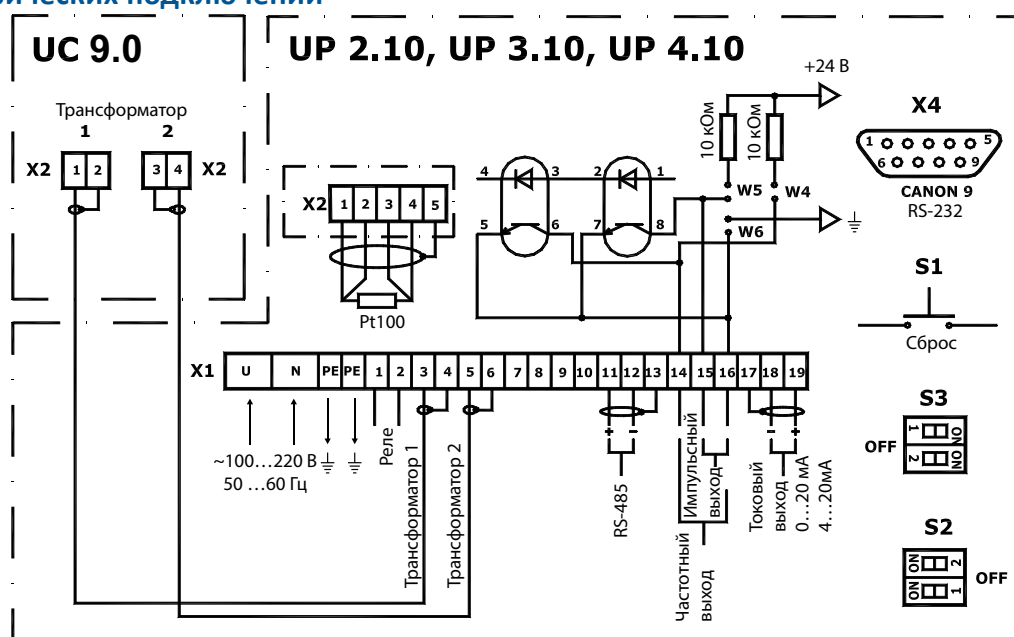 UC 9.0
UP 2.10, UP 3.10, UP 4.10
+24 В
Трансформатор
1 2
X2 1 2 3 4 X2
10 кОм 10 кОм
X4
1 5
6 9
CANON 9
RS-232
4 3 2 1
W5 W4
W6
5 6 7 8
X2 1 2 3 4 5
Pt100
S1
Сброс
X1 U N PE PE 1 2 3 4 5 6 7 8 9 10 11 12 13 14 15 16 17 18 19
~100...220 В
50 ...60 Гц
Реле
Трансформатор 1
Трансформатор 2
+ -
RS-485
Импульсный
выход
Частотный
выход
- +
Токовый
выход
0...20 мА
4...20мА
S3
OFF
1 ON
2 ON
S2
ON 2
ON 1
OFF